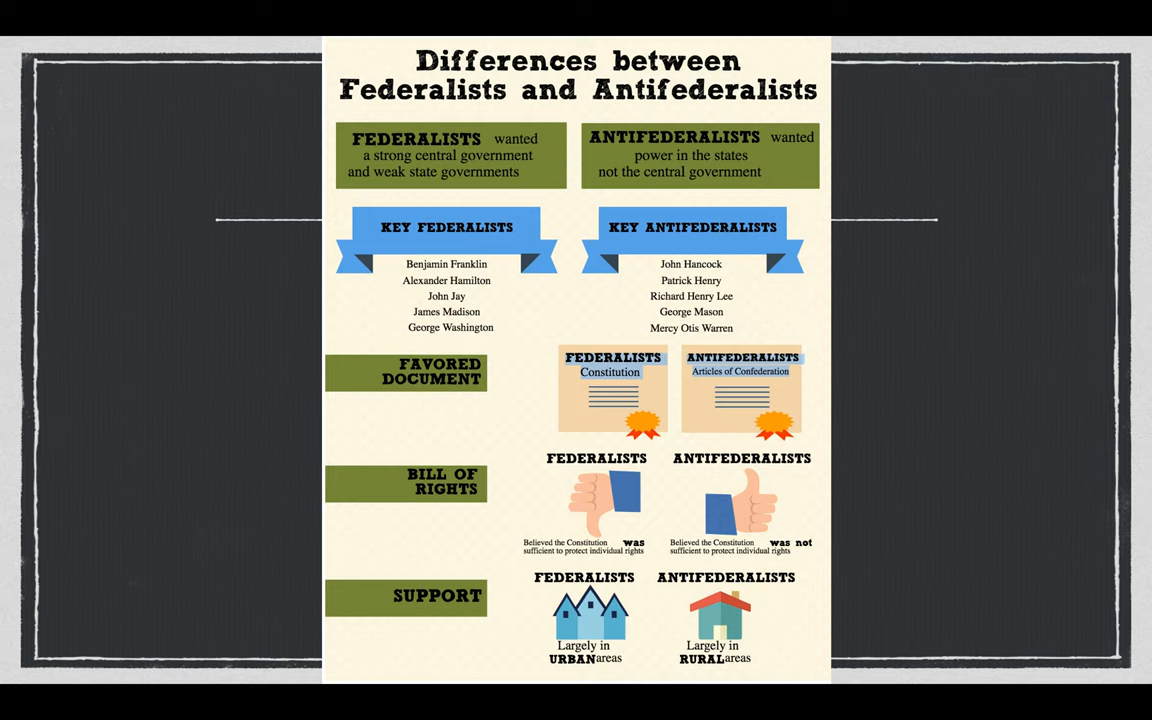 Differences between
Federalists and Antifederalists
FEDERALISTS wanted
a strong central government
and weak state governments
ANTIFEDERALISTS wanted
power in the states
not the central government
KEY FEDERALISTS
Benjamin Franklin
Alexander Hamilton
John Jay
James Madison
George Washington
KEY ANTIFEDERALISTS
John Hancock
Patrick Henry
Richard Henry Lee
George Mason
Mercy Otis Warren
FAVORED
DOCUMENT
FEDERALISTS
Constitution
ANTIFEDERALISTS
Articles of Confederation
BILL OF
RIGHTS
FEDERALISTS
Believed the Constitution was
sufficient to protect individual rights
ANTIFEDERALISTS
Believed the Constitution was not
sufficient to protect individual rights
SUPPORT
FEDERALISTS
Largely in
URBAN areas
ANTIFEDERALISTS
Largely in
RURAL areas